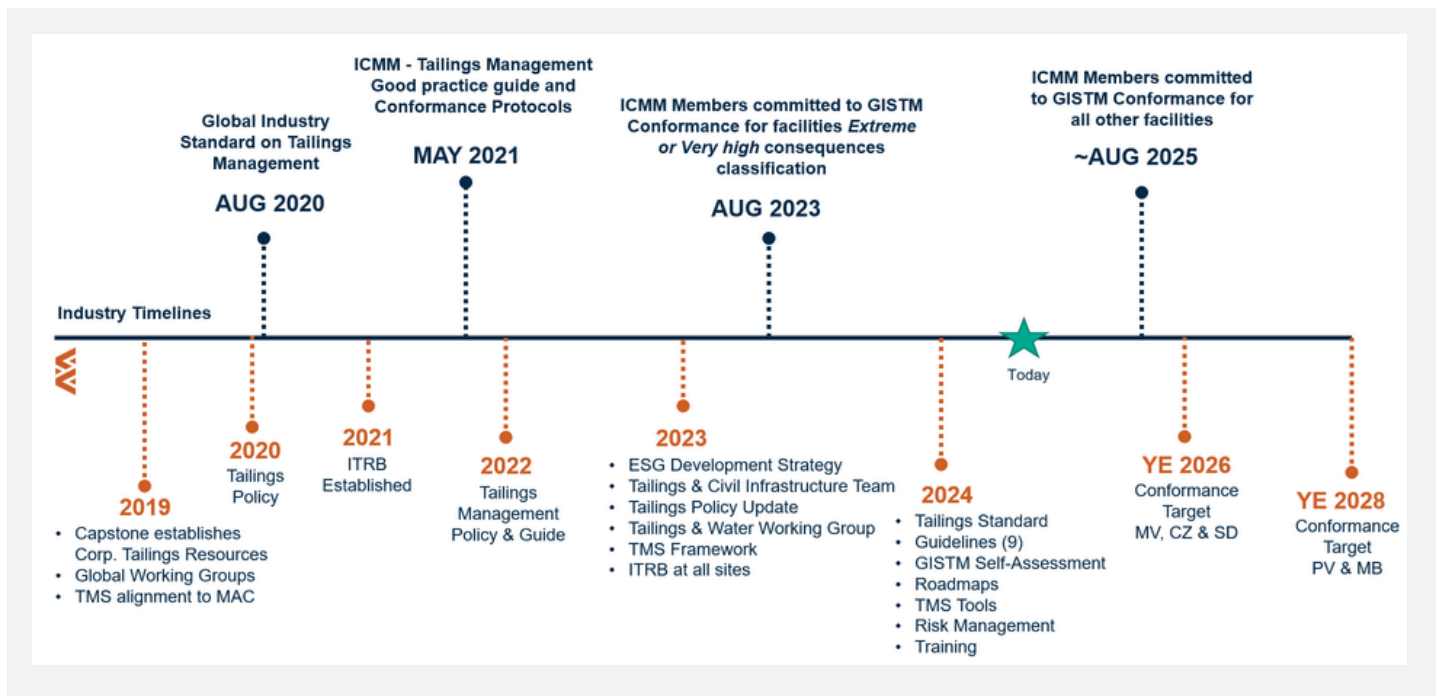 Global Industry
Standard on Tailings
Management
AUG 2020
ICMM - Tailings Management
Good practice guide and
Conformance Protocols
MAY 2021
ICMM Members committed to GISTM
Conformance for facilities Extreme
or Very high consequences
classification
AUG 2023
ICMM Members committed
to GISTM Conformance for
all other facilities
~AUG 2025
Industry Timelines
Today
2019
• Capstone establishes
Corp. Tailings Resources
• Global Working Groups
• TMS alignment to MAC
2020
Tailings
Policy
2021
ITRB
Established
2022
Tailings
Management
Policy & Guide
2023
• ESG Development Strategy
• Tailings & Civil Infrastructure Team
• Tailings Policy Update
• Tailings & Water Working Group
• TMS Framework
• ITRB at all sites
2024
• Tailings Standard
• Guidelines (9)
• GISTM Self-Assessment
• Roadmaps
• TMS Tools
• Risk Management
• Training
YE 2026
Conformance
Target
MV, CZ & SD
YE 2028
Conformance
Target
PV & MB